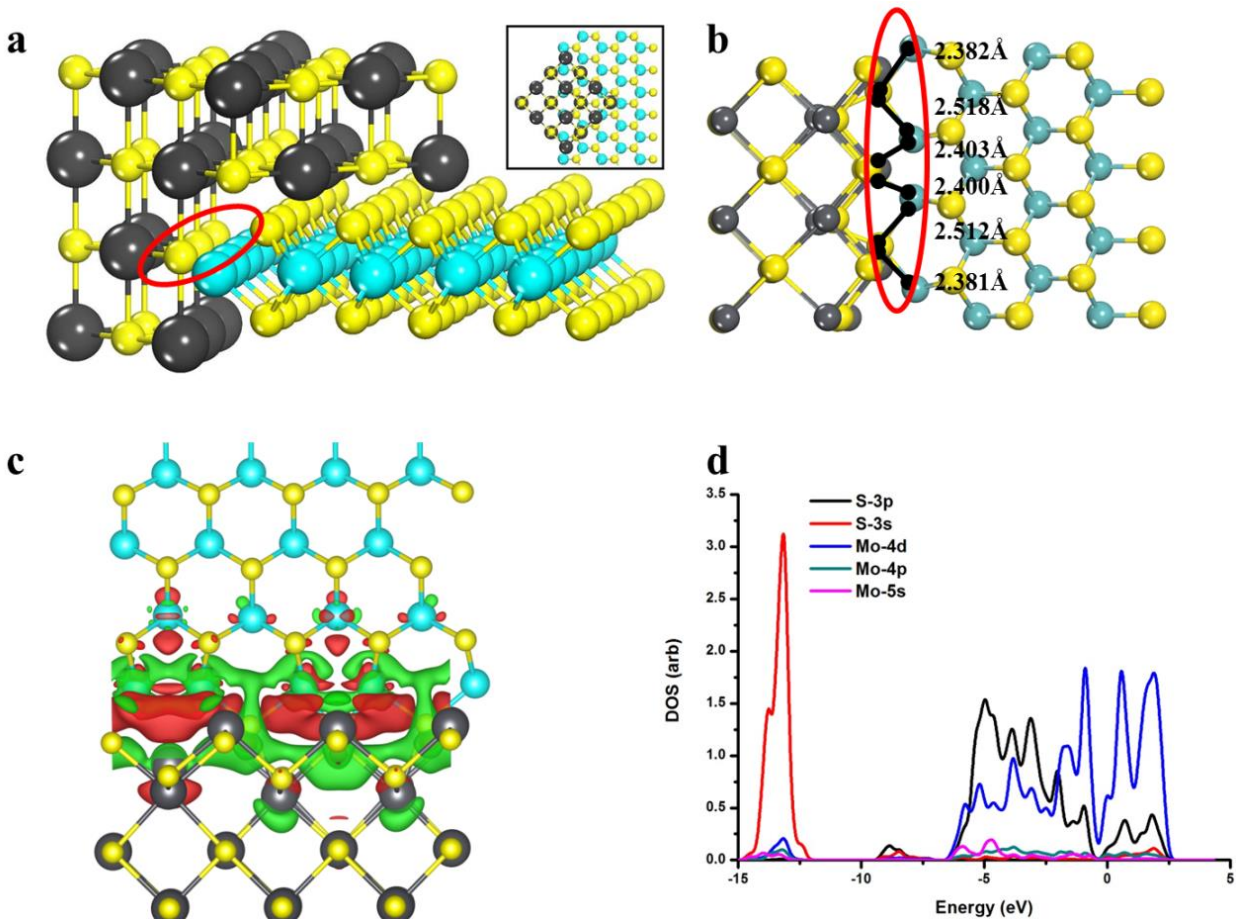 a
b
2.382Å
2.518Å
2.403Å
2.400Å
2.512Å
2.381Å
c
d
3.5
3.0
2.5
2.0
1.5
1.0
0.5
0.0
DOS (arb)
S-3p
S-3s
Mo-4d
Mo-4p
Mo-5s
-15
-10
-5
0
5
Energy (eV)